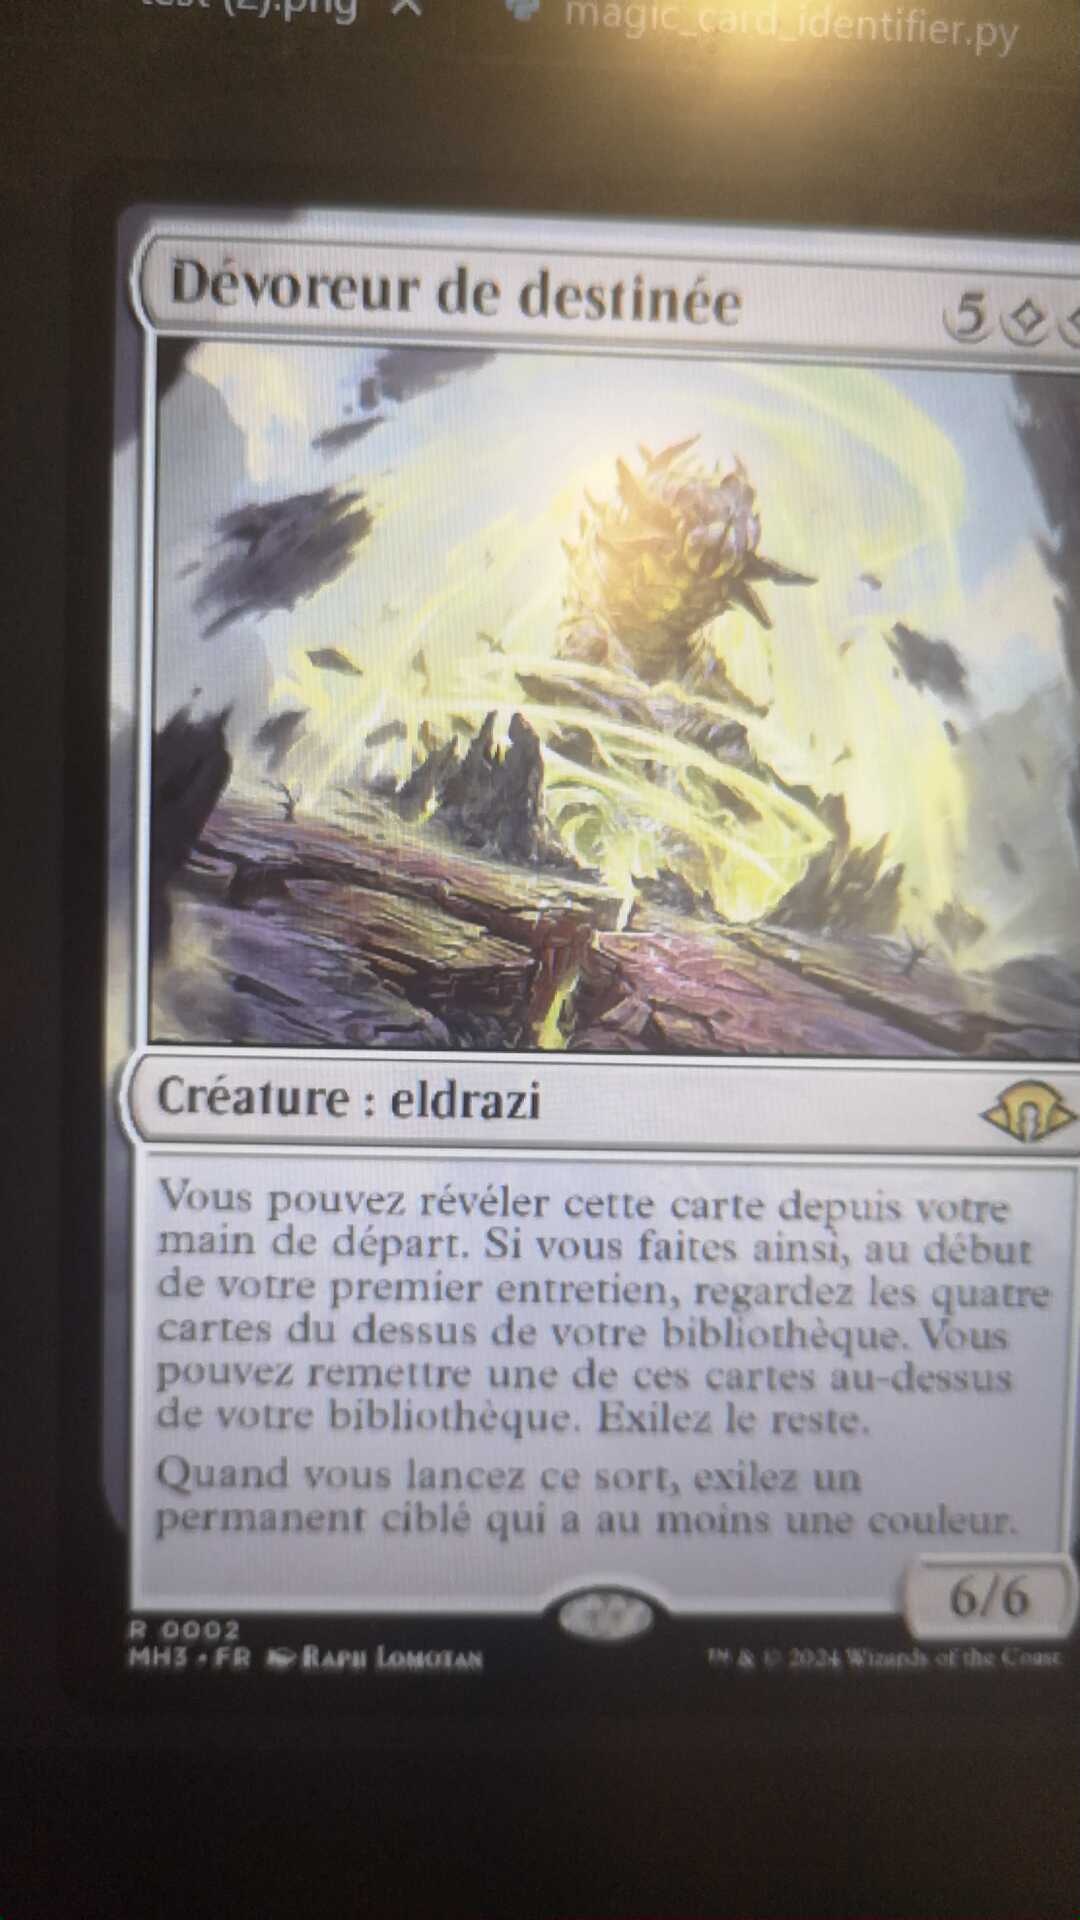 test (2).png ×
magic_card_identifier.py
Dévoreur de destinée
5
Créature : eldrazi
Vous pouvez révéler cette carte depuis votre
main de départ. Si vous faites ainsi, au début
de votre premier entretien, regardez les quatre
cartes du dessus de votre bibliothèque. Vous
pouvez remettre une de ces cartes au-dessus
de votre bibliothèque. Exilez le reste.
Quand vous lancez ce sort, exilez un
permanent ciblé qui a au moins une couleur.
6/6
R 0002
MH3 • FR Raph Lomotan
™ & © 2024 Wizards of the Coast